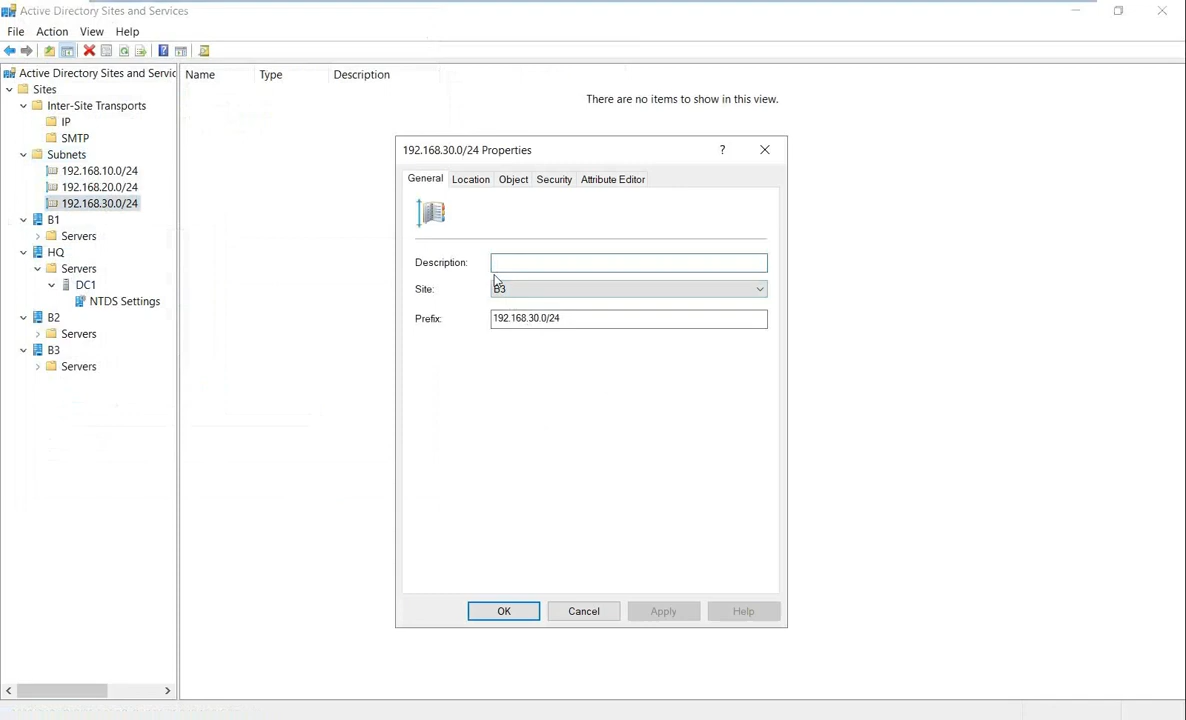 Active Directory Sites and Services
File Action View Help
Active Directory Sites and Servic
Sites
Inter-Site Transports
IP
SMTP
Subnets
192.168.10.0/24
192.168.20.0/24
192.168.30.0/24
B1
Servers
HQ
Servers
DC1
NTDS Settings
B2
Servers
B3
Servers
Name Type Description
There are no items to show in this view.
192.168.30.0/24 Properties
General Location Object Security Attribute Editor
Description:
Site: B3
Prefix: 192.168.30.0/24
OK Cancel Apply Help